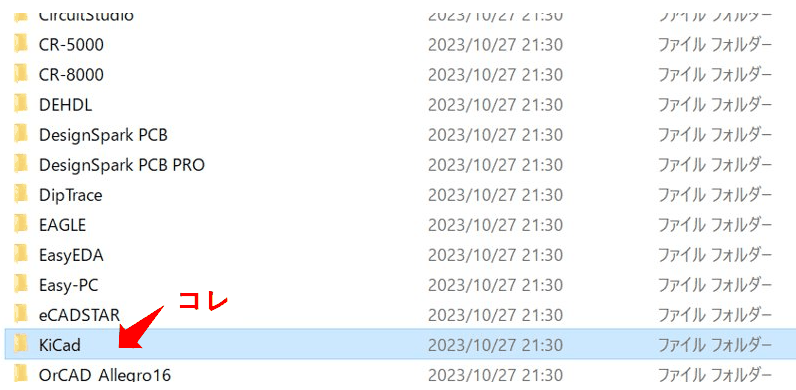 CircuitStudio 2023/10/27 21:30 ファイル フォルダー
CR-5000 2023/10/27 21:30 ファイル フォルダー
CR-8000 2023/10/27 21:30 ファイル フォルダー
DEHDL 2023/10/27 21:30 ファイル フォルダー
DesignSpark PCB 2023/10/27 21:30 ファイル フォルダー
DesignSpark PCB PRO 2023/10/27 21:30 ファイル フォルダー
DipTrace 2023/10/27 21:30 ファイル フォルダー
EAGLE 2023/10/27 21:30 ファイル フォルダー
EasyEDA 2023/10/27 21:30 ファイル フォルダー
Easy-PC 2023/10/27 21:30 ファイル フォルダー
コレ
eCADSTAR 2023/10/27 21:30 ファイル フォルダー
KiCad 2023/10/27 21:30 ファイル フォルダー
OrCAD_Allegro16 2023/10/27 21:30 ファイル フォルダー